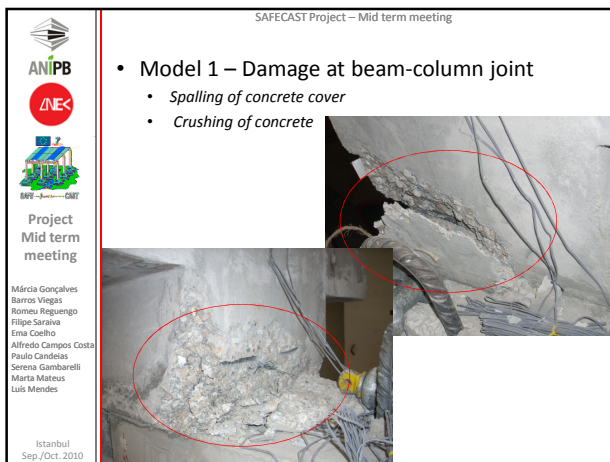 SAFECAST Project – Mid term meeting
ANIPB
LNEC
SAFE CAST
Project
Mid term
meeting
Márcia Gonçalves
Barros Viegas
Romeu Reguengo
Filipe Saraiva
Ema Coelho
Alfredo Campos Costa
Paulo Candeias
Serena Gambarelli
Marta Mateus
Luís Mendes
Istanbul
Sep./Oct. 2010
• Model 1 – Damage at beam-column joint
• Spalling of concrete cover
• Crushing of concrete